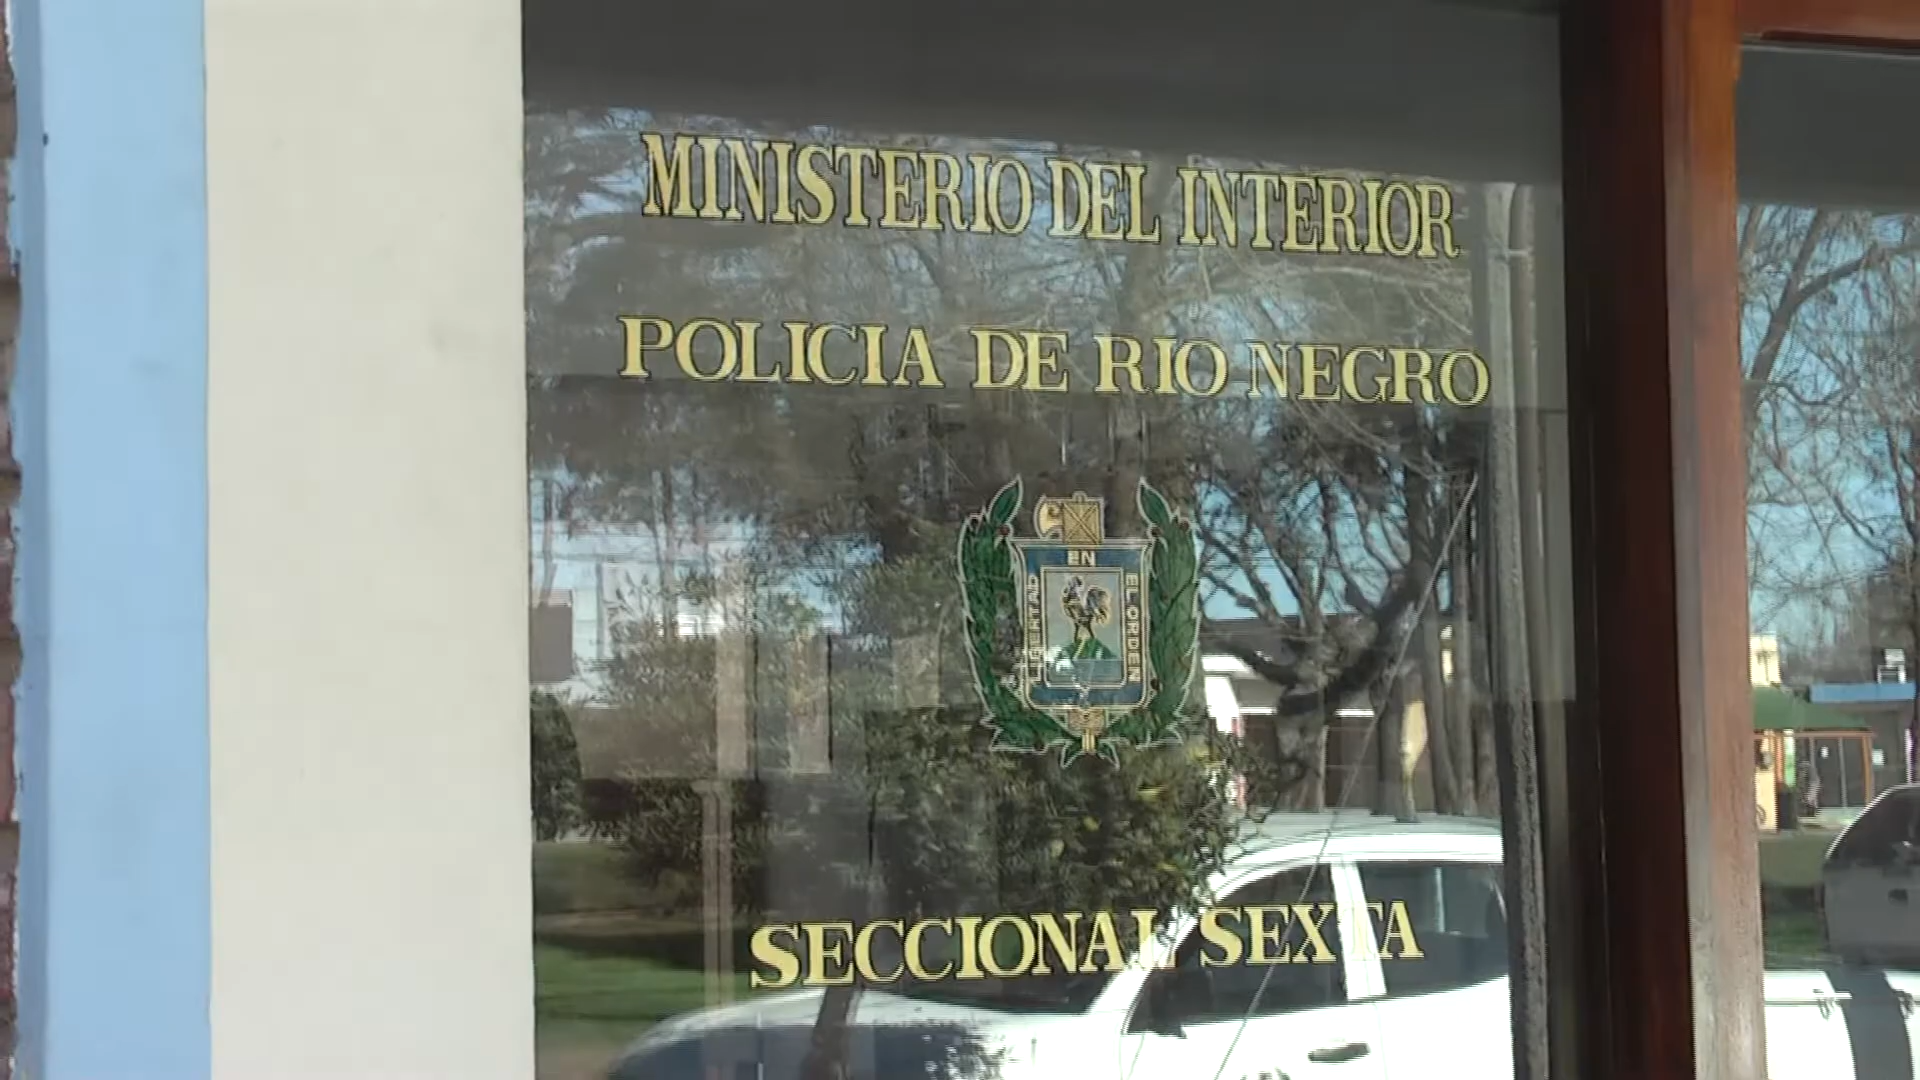 MINISTERIO DEL INTERIOR
POLICIA DE RIO NEGRO
LIBERTAD EN EL ORDEN
SECCIONAL SEXTA